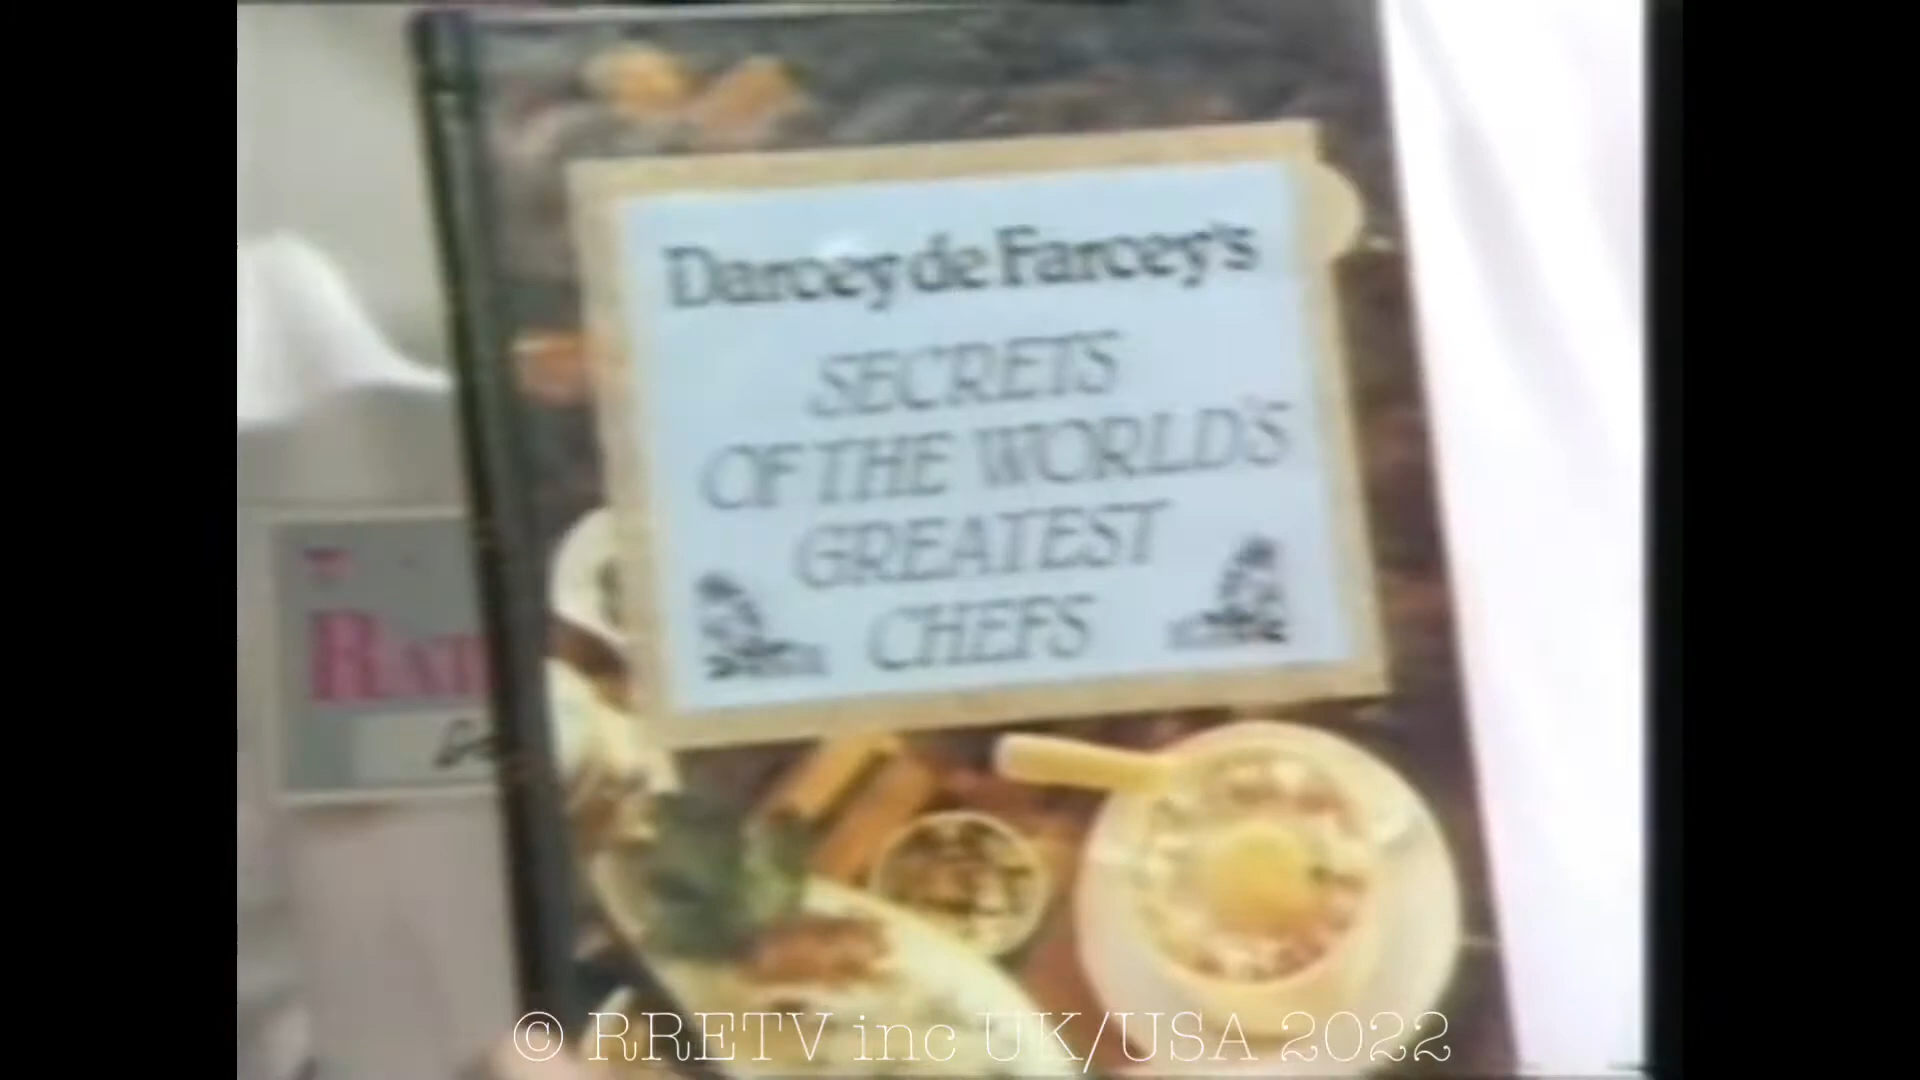 Darcey de Farcey's
SECRETS
OF THE WORLD'S
GREATEST
CHEFS
© RRETV inc UK/USA 2022